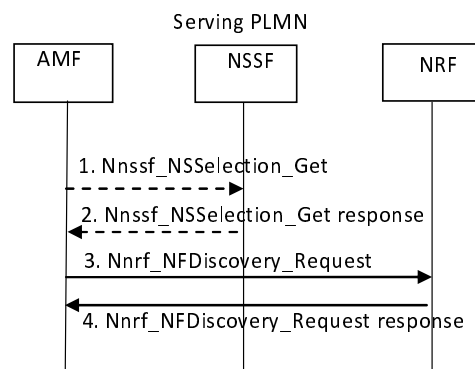 Serving PLMN
AMF
NSSF
NRF
1. Nnssf_NSSelection_Get
2. Nnssf_NSSelection_Get response
3. Nnrf_NFDiscovery_Request
4. Nnrf_NFDiscovery_Request response